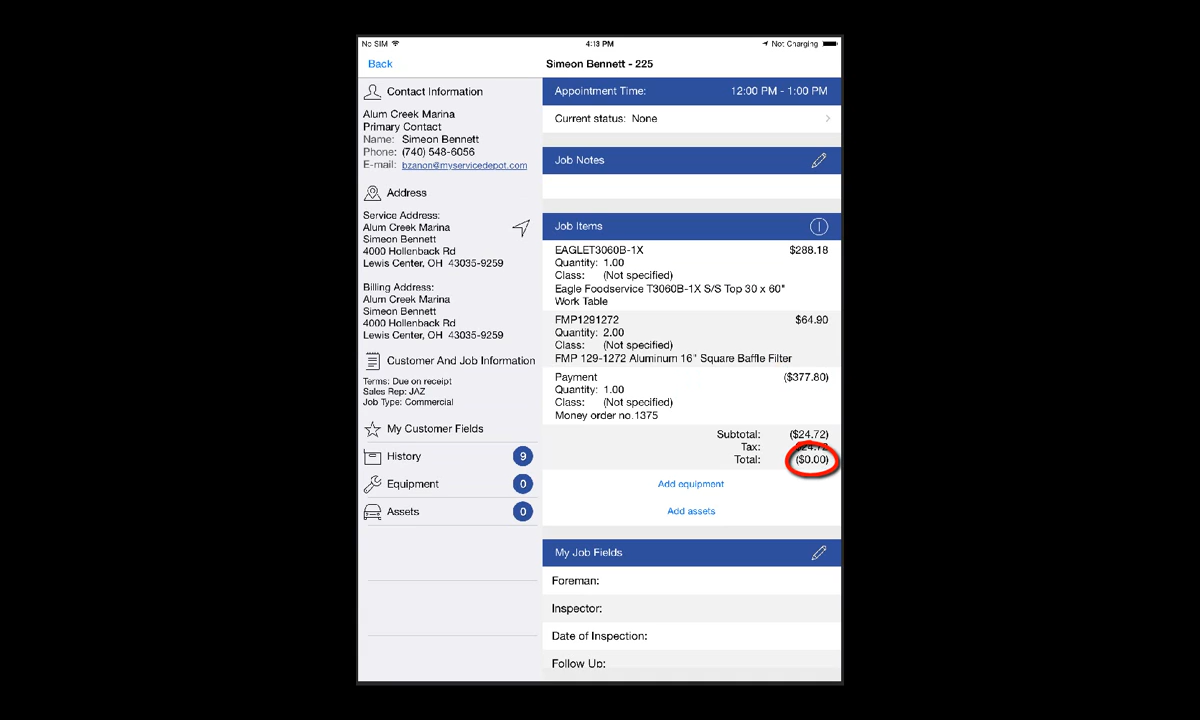 No SIM
4:13 PM
Not Charging
Back
Simeon Bennett - 225
Contact Information
Alum Creek Marina
Primary Contact
Name: Simeon Bennett
Phone: (740) 548-6056
E-mail: bzanon@myservicedepot.com
Address
Service Address:
Alum Creek Marina
Simeon Bennett
4000 Hollenback Rd
Lewis Center, OH 43035-9259
Billing Address:
Alum Creek Marina
Simeon Bennett
4000 Hollenback Rd
Lewis Center, OH 43035-9259
Customer And Job Information
Terms: Due on receipt
Sales Rep: JAZ
Job Type: Commercial
My Customer Fields
History 9
Equipment 0
Assets 0
Appointment Time: 12:00 PM - 1:00 PM
Current status: None
Job Notes
Job Items
EAGLET3060B-1X $288.18
Quantity: 1.00
Class: (Not specified)
Eagle Foodservice T3060B-1X S/S Top 30 x 60"
Work Table
FMP1291272 $64.90
Quantity: 2.00
Class: (Not specified)
FMP 129-1272 Aluminum 16" Square Baffle Filter
Payment ($377.80)
Quantity: 1.00
Class: (Not specified)
Money order no.1375
Subtotal: ($24.72)
Tax: $24.72
Total: ($0.00)
Add equipment
Add assets
My Job Fields
Foreman:
Inspector:
Date of Inspection:
Follow Up: